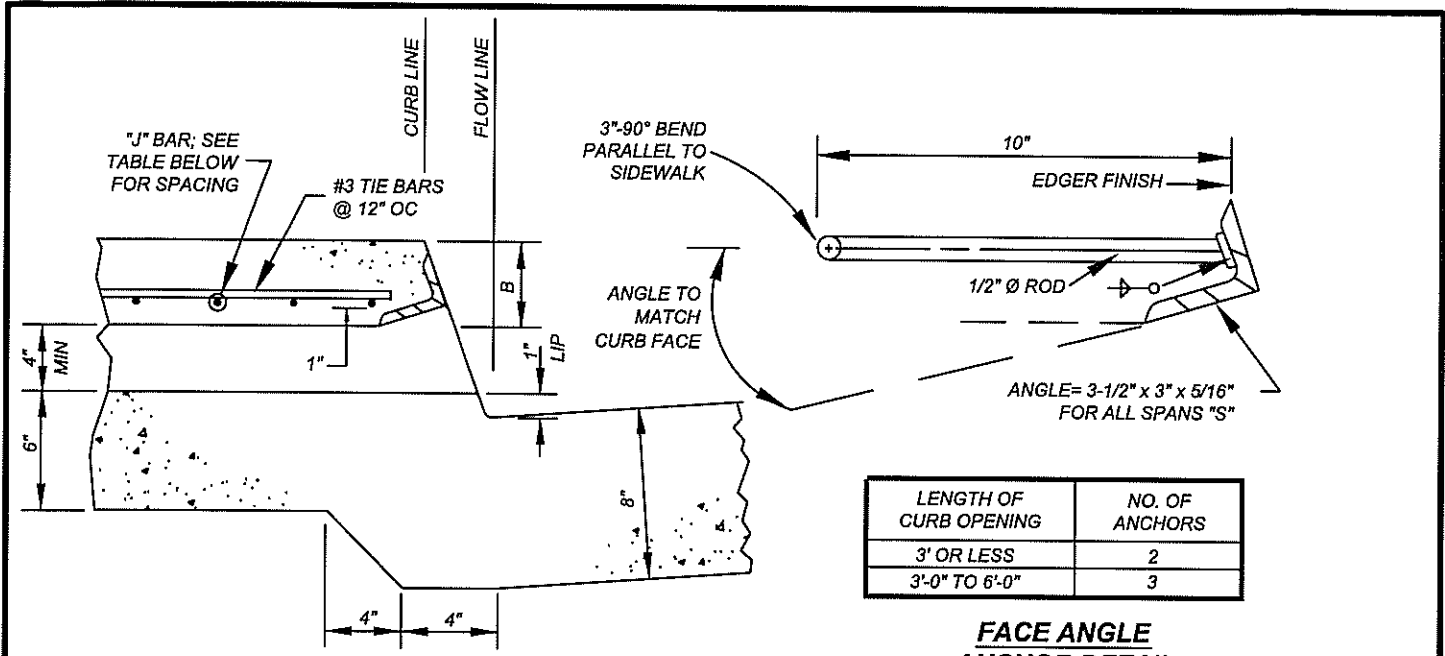 CURB LINE
FLOW LINE
"J" BAR; SEE
TABLE BELOW
FOR SPACING
#3 TIE BARS
@ 12" OC
B
1"
LIP
4"
MIN
1"
6"
8"
4"
4"
3"-90° BEND
PARALLEL TO
SIDEWALK
10"
EDGER FINISH
1/2" Ø ROD
ANGLE TO
MATCH
CURB FACE
ANGLE= 3-1/2" x 3" x 5/16"
FOR ALL SPANS "S"
LENGTH OF
CURB OPENING
NO. OF
ANCHORS
3' OR LESS
2
3'-0" TO 6'-0"
3
FACE ANGLE
ANCHOR DETAIL